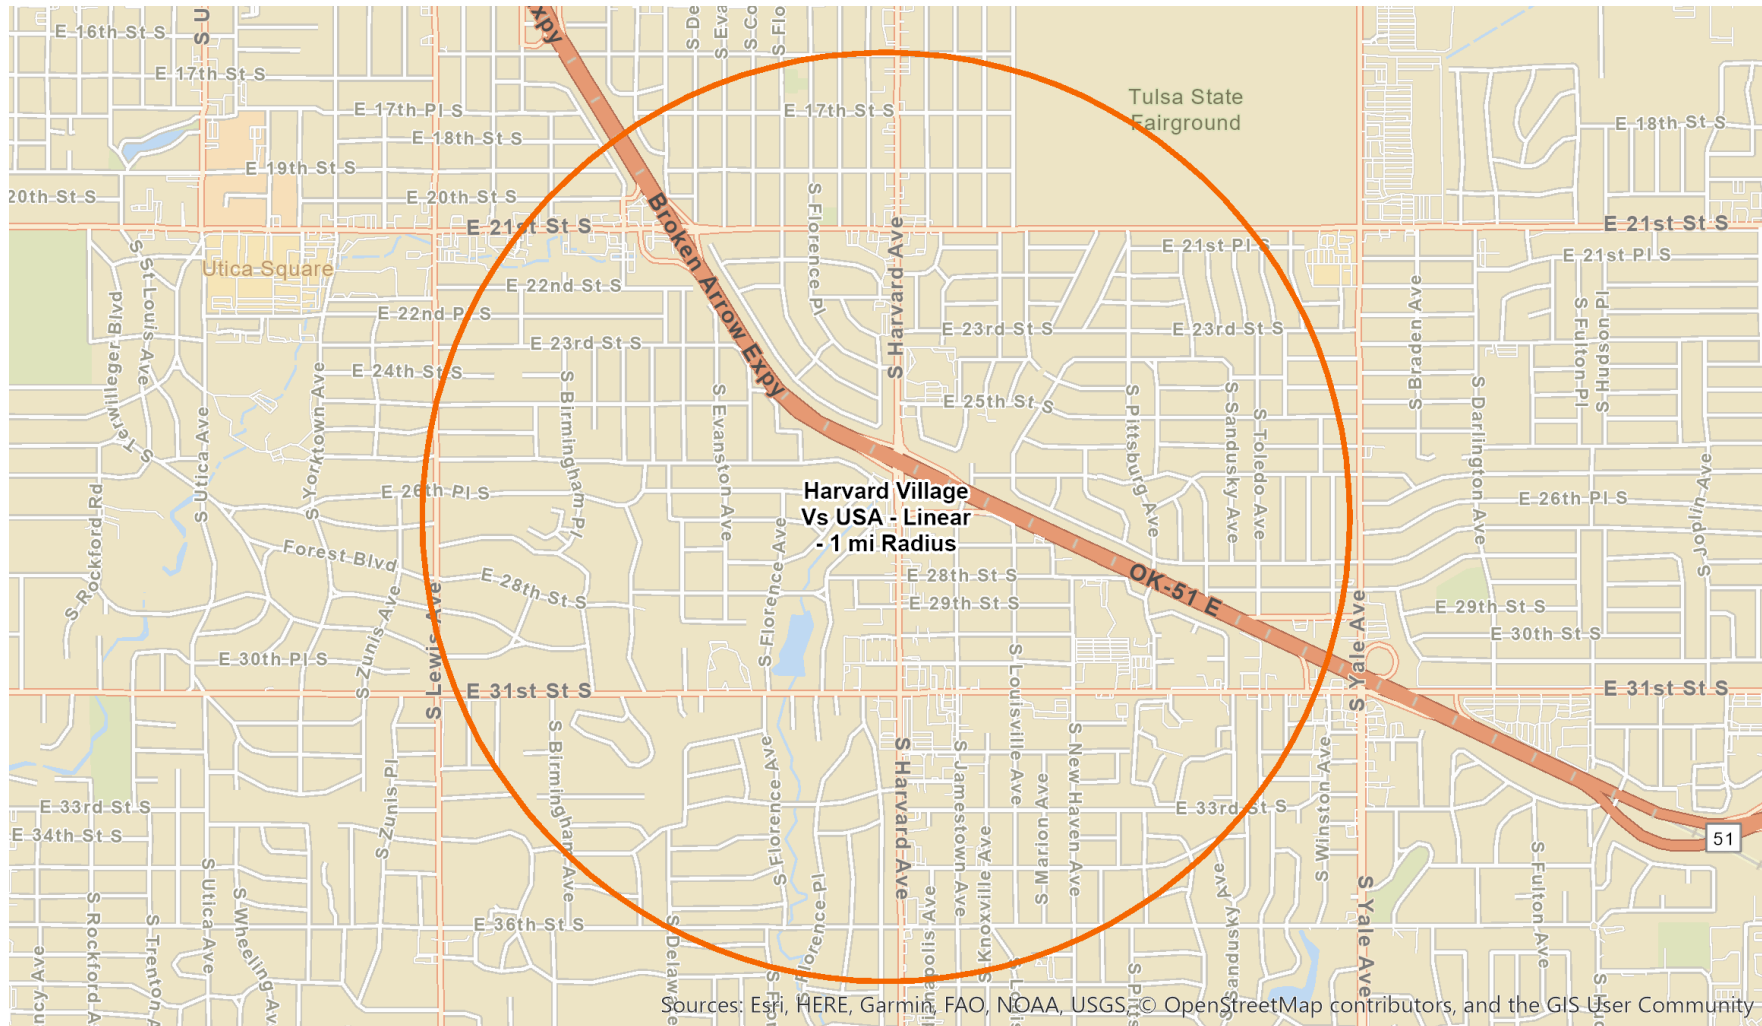 E 16th St S
E 17th St S
E 17th Pl S
E 18th St S
E 19th St S
20th St S
E 20th St S
E 21st St S
Utica Square
S St Louis Ave
Terwilleger Blvd
S Utica Ave
S Yorktown Ave
E 22nd St S
E 22nd Pl S
E 23rd St S
E 24th St S
S Birmingham Pl
S Evanston Ave
E 26th Pl S
Forest Blvd
S Rockford Rd
E 28th St S
S Zunis Ave
S Lewis Ave
E 30th Pl S
E 31st St S
Broken Arrow Expy
E 17th St S
S Florence Pl
S Harvard Ave
Tulsa State
Fairground
E 18th St S
E 21st St S
E 21st Pl S
E 21st Pl S
E 23rd St S
E 23rd St S
E 25th St S
S Pittsburg Ave
S Sandusky Ave
S Toledo Ave
S Braden Ave
S Fulton Pl
S Hudson Pl
S Darlington Ave
S Joplin Ave
E 26th Pl S
Harvard Village
Vs USA - Linear
- 1 mi Radius
OK-51 E
E 28th St S
E 29th St S
S Florence Ave
S Louisville Ave
S Yale Ave
E 29th St S
E 30th St S
E 31st St S
S Zunis Pl
S Birmingham Ave
S Florence Ave
S Harvard Ave
S Jamestown Ave
S Knoxville Ave
S Marion Ave
S New Haven Ave
E 33rd St S
S Winston Ave
51
E 33rd St S
E 34th St S
S Utica Ave
S Rockford A
S Trenton A
S Wheeling Av
E 36th St S
S Delaw
Florence Pl
S Yale Ave
S Fulton Ave
S Pitts
Sources: Esri, HERE, Garmin, FAO, NOAA, USGS, © OpenStreetMap contributors, and the GIS User Community